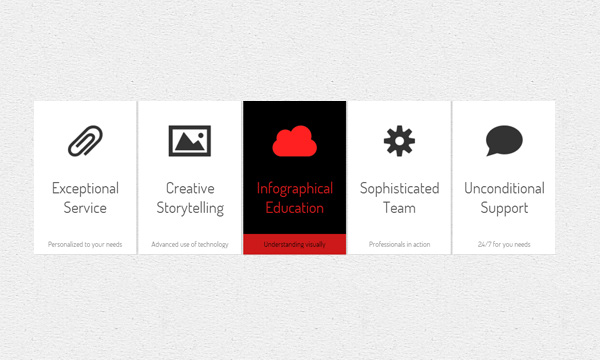 Exceptional
Service
Personalized to your needs
Creative
Storytelling
Advanced use of technology
Infographical
Education
Understanding visually
Sophisticated
Team
Professionals in action
Unconditional
Support
24/7 for you needs